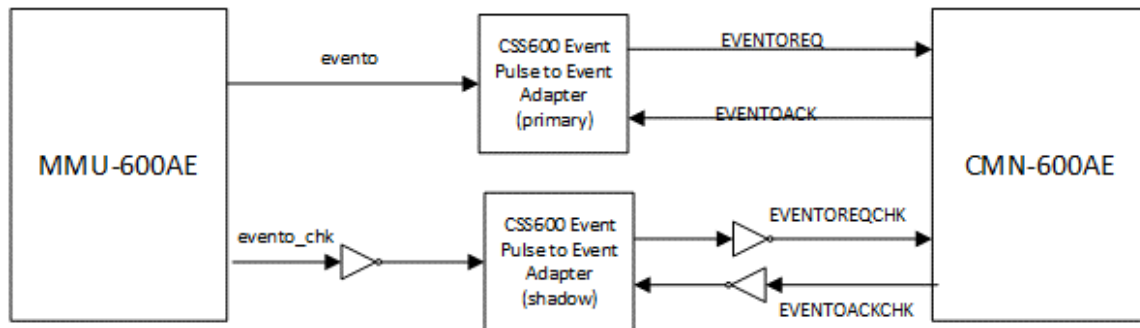 MMU-600AE
evento
CSS600 Event
Pulse to Event
Adapter
(primary)
EVENTOREQ
EVENTOACK
CMN-600AE
evento_chk
CSS600 Event
Pulse to Event
Adapter
(shadow)
EVENTOREQCHK
EVENTOACKCHK